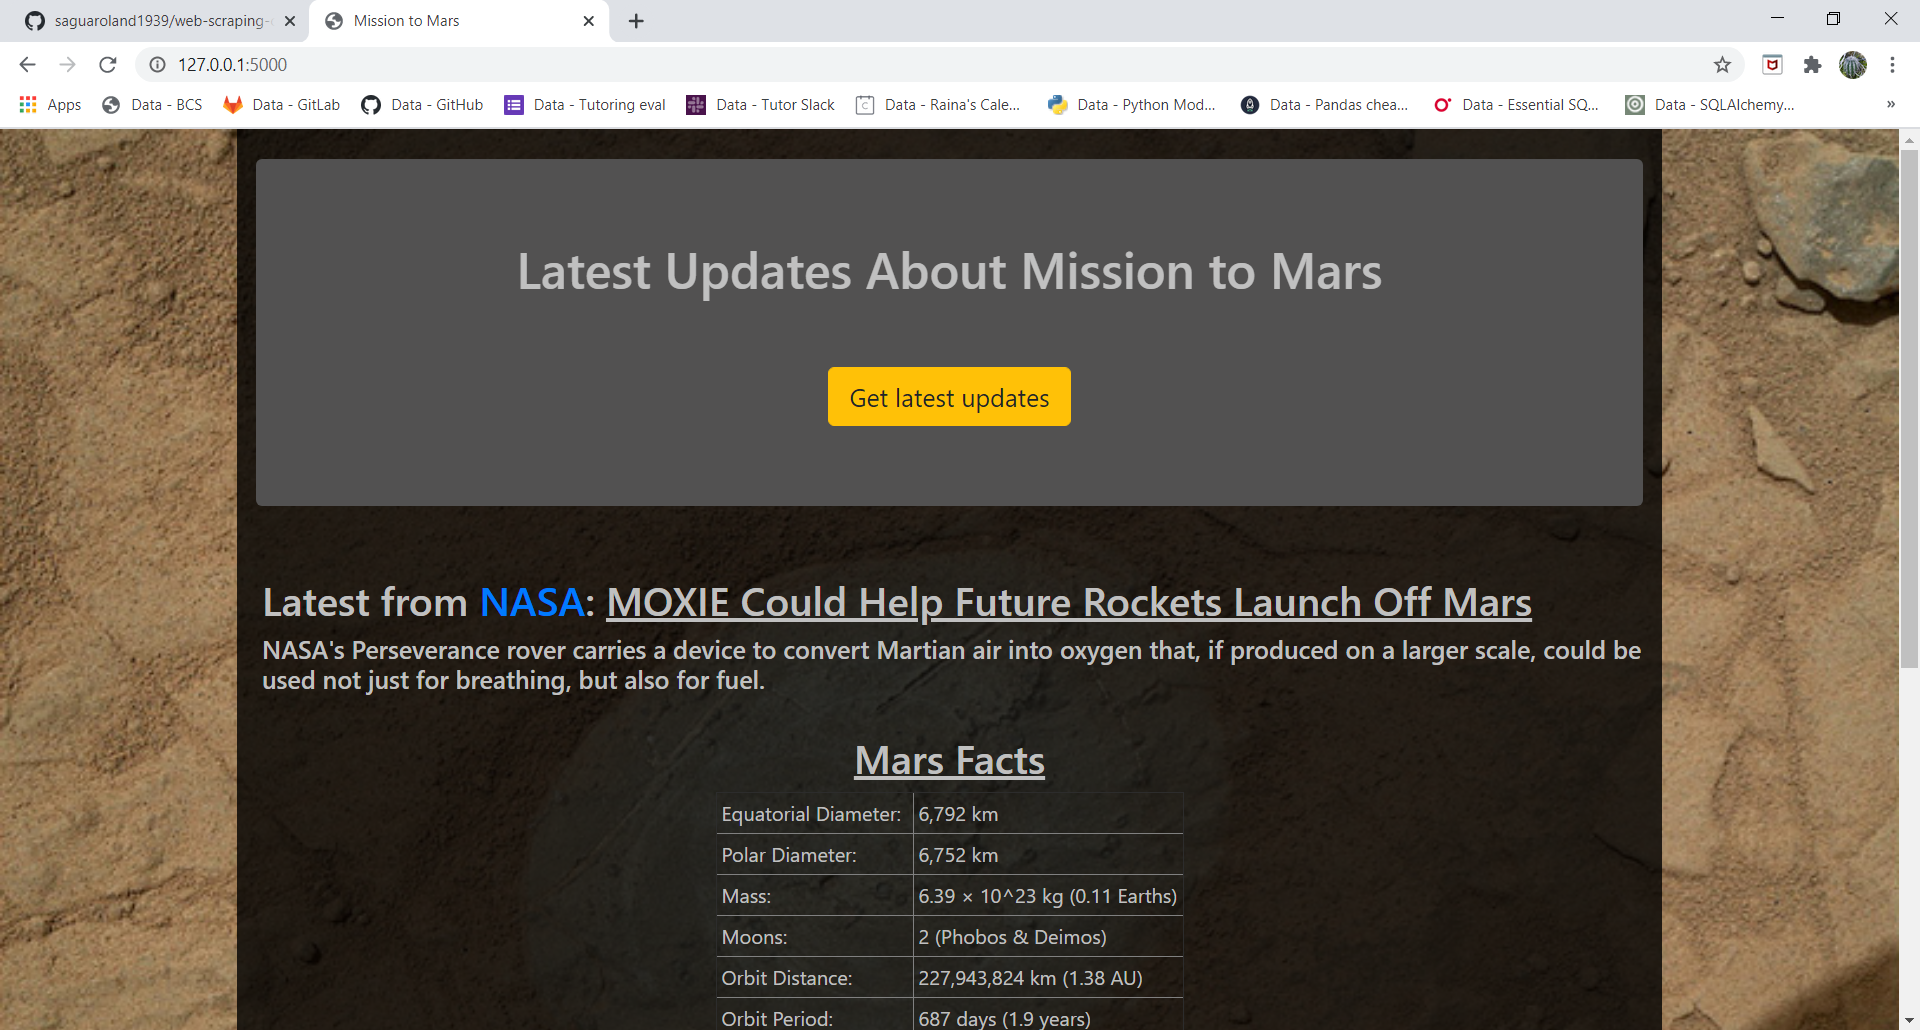 saguaroland1939/web-scraping-
Mission to Mars
127.0.0.1:5000
Apps
Data - BCS
Data - GitLab
Data - GitHub
Data - Tutoring eval
Data - Tutor Slack
Data - Raina's Cale...
Data - Python Mod...
Data - Pandas chea...
Data - Essential SQ...
Data - SQLAlchemy...
»
Latest Updates About Mission to Mars
Get latest updates
Latest from NASA: MOXIE Could Help Future Rockets Launch Off Mars
NASA's Perseverance rover carries a device to convert Martian air into oxygen that, if produced on a larger scale, could be
used not just for breathing, but also for fuel.
Mars Facts
Equatorial Diameter: 6,792 km
Polar Diameter: 6,752 km
Mass: 6.39 × 10^23 kg (0.11 Earths)
Moons: 2 (Phobos & Deimos)
Orbit Distance: 227,943,824 km (1.38 AU)
Orbit Period: 687 days (1.9 years)